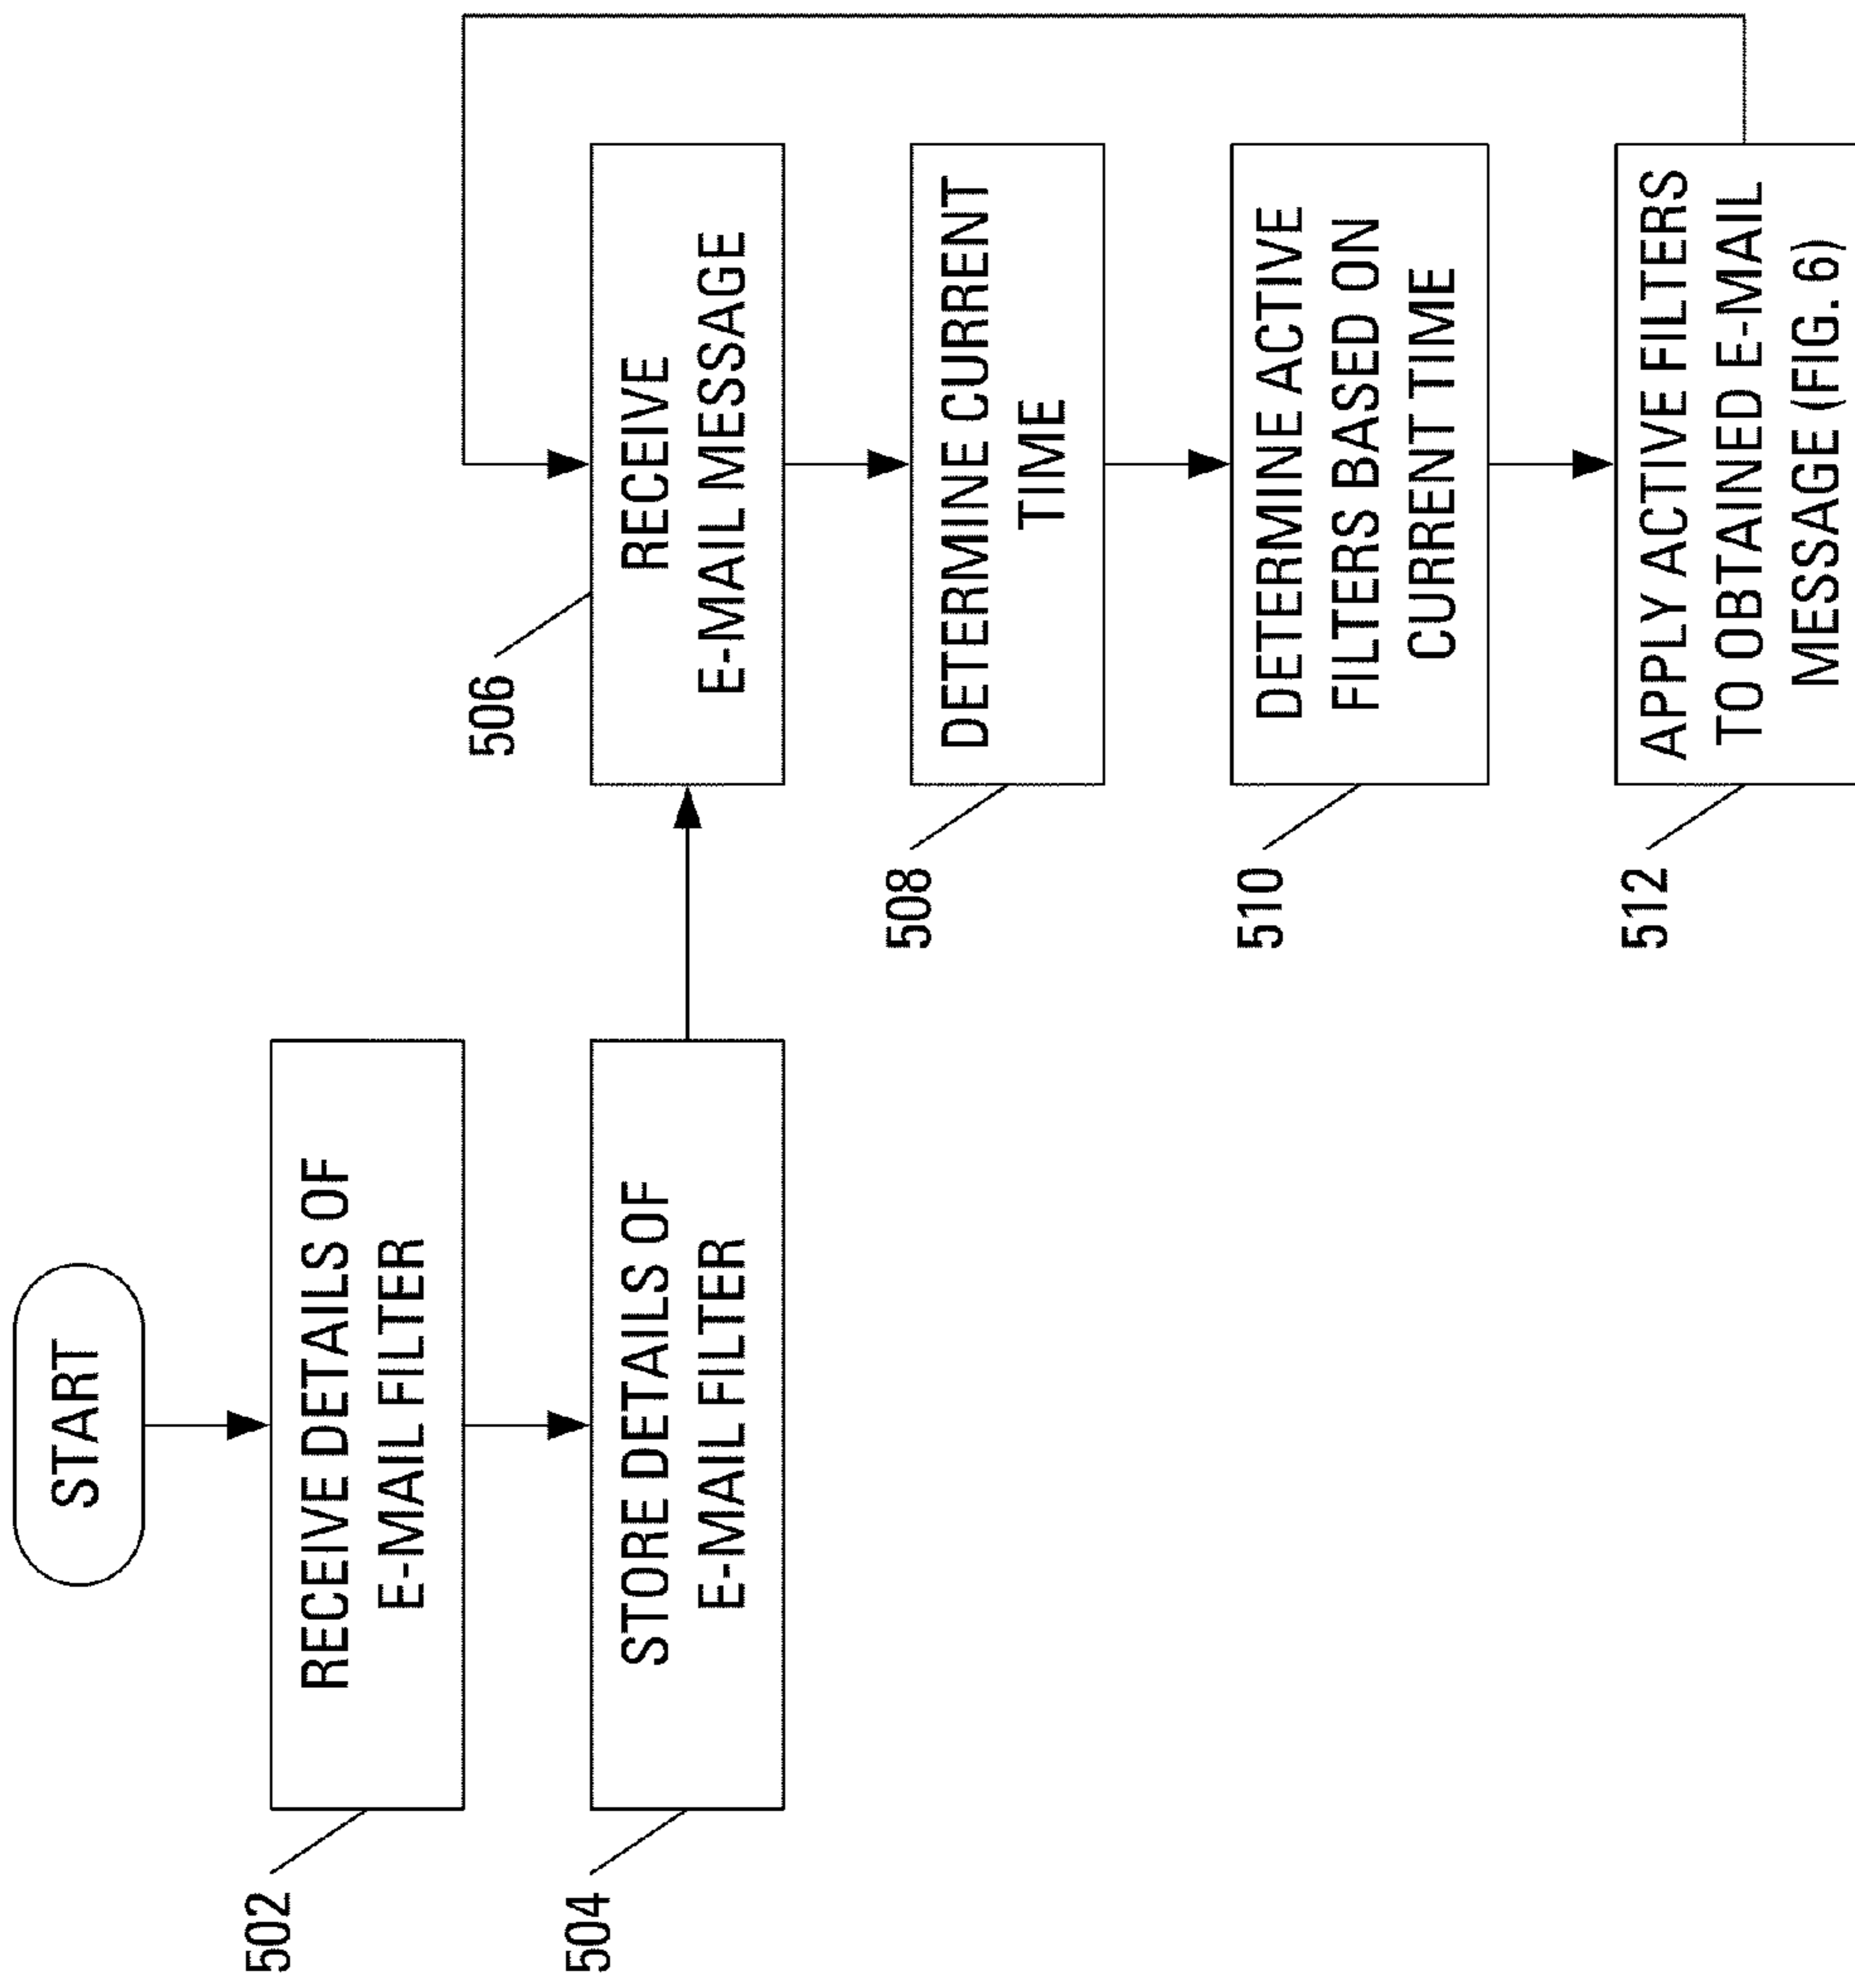 START
502
RECEIVE DETAILS OF
E-MAIL FILTER
504
STORE DETAILS OF
E-MAIL FILTER
506
RECEIVE
E-MAIL MESSAGE
508
DETERMINE CURRENT
TIME
510
DETERMINE ACTIVE
FILTERS BASED ON
CURRENT TIME
512
APPLY ACTIVE FILTERS
TO OBTAINED E-MAIL
MESSAGE (FIG. 6)